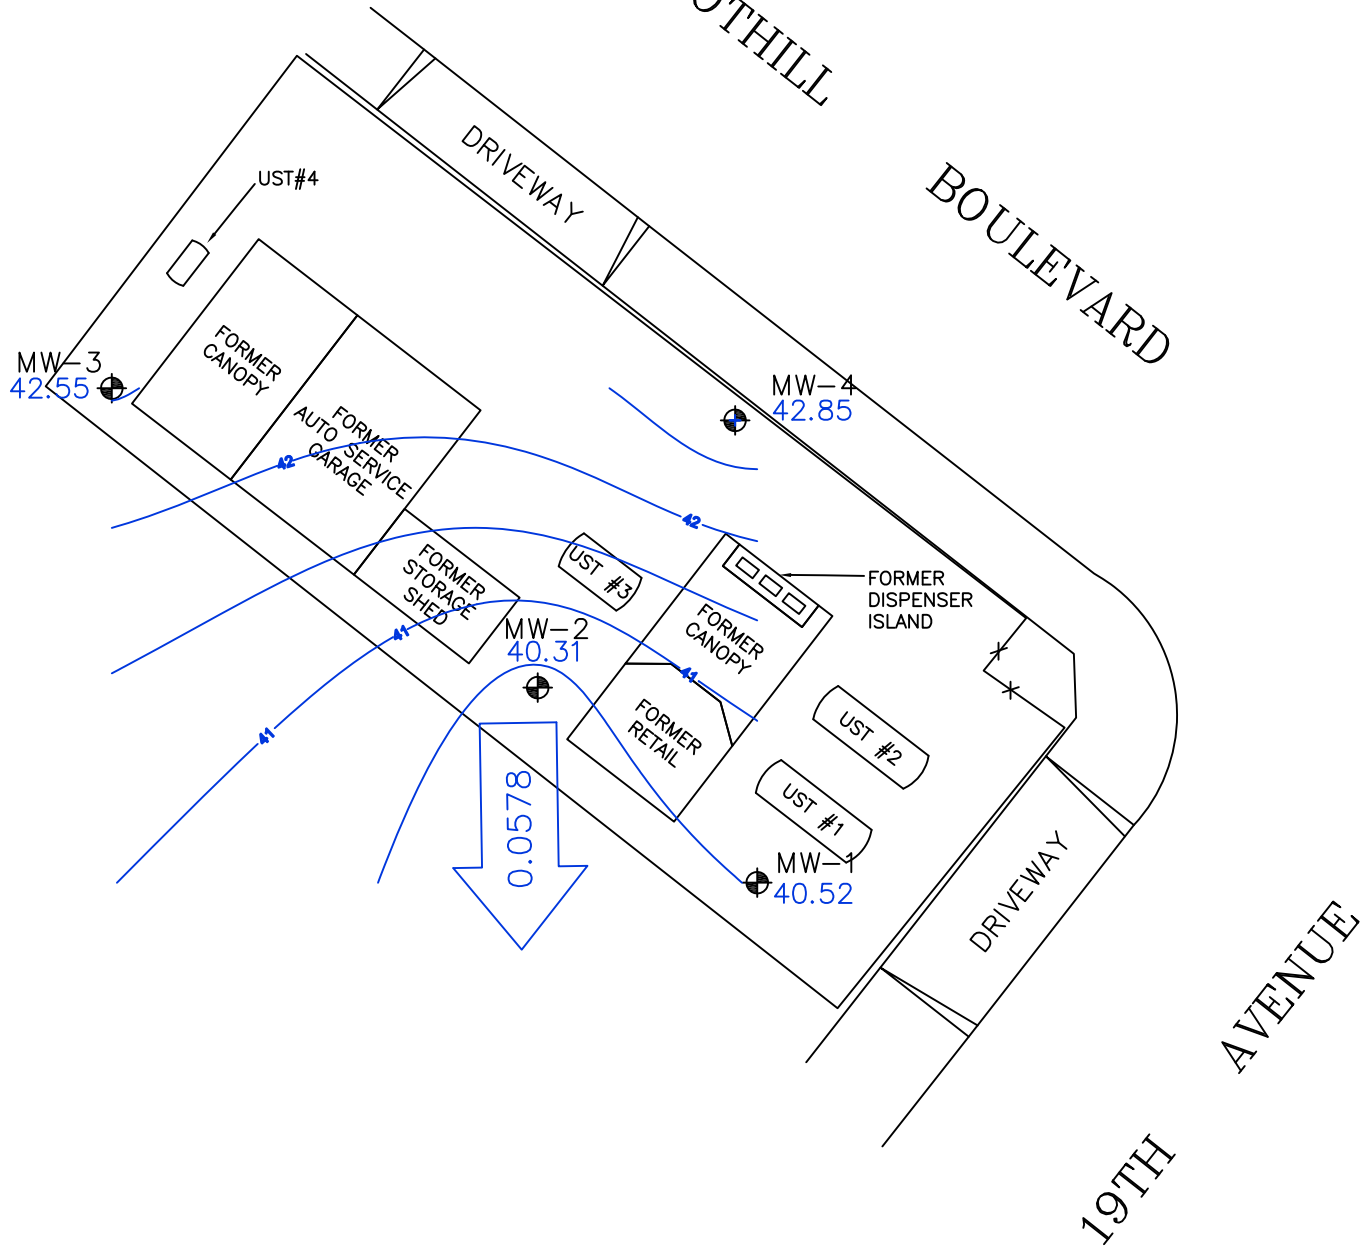 BOULEVARD
DRIVEWAY
UST#4
FORMER
CANOPY
MW-3
42.55
MW-4
42.85
FORMER
AUTO SERVICE
GARAGE
42
42
FORMER
STORAGE
SHED
UST #3
FORMER
DISPENSER
ISLAND
FORMER
CANOPY
MW-2
40.31
41
41
41
FORMER
RETAIL
UST #2
UST #1
0.0578
MW-1
40.52
DRIVEWAY
19TH AVENUE